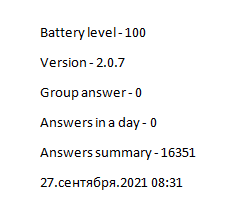 Battery level - 100
Version - 2.0.7
Group answer - 0
Answers in a day - 0
Answers summary - 16351
27.сентября.2021 08:31